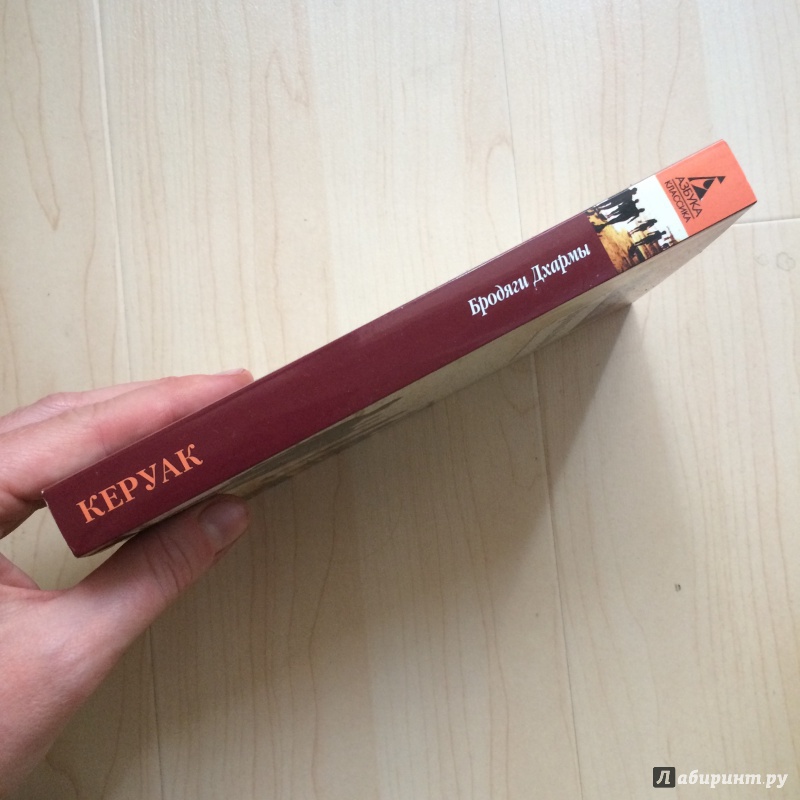 КЕРУАК
Бродяги Дхармы
АЗБУКА
КЛАССИКА
Лабиринт.ру